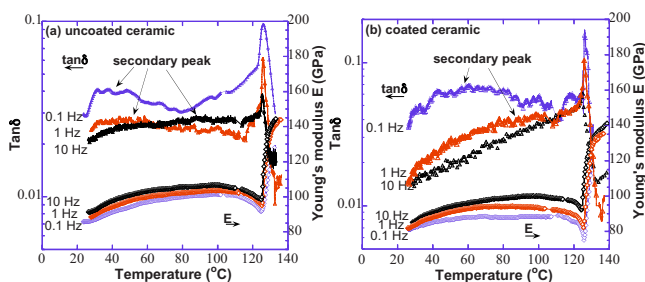 (a) uncoated ceramic
tanδ
secondary peak
0.1 Hz
1 Hz
10 Hz
10 Hz
1 Hz
0.1 Hz
E
0.1
0.01
Tanδ
200
180
160
140
120
100
80
Young's modulus E (GPa)
0 20 40 60 80 100 120 140
Temperature (°C)
(b) coated ceramic
tanδ
secondary peak
0.1 Hz
1 Hz
10 Hz
10 Hz
1 Hz
0.1 Hz
E
0.1
0.01
Tanδ
200
180
160
140
120
100
80
Young's modulus E (GPa)
0 20 40 60 80 100 120 140
Temperature (°C)